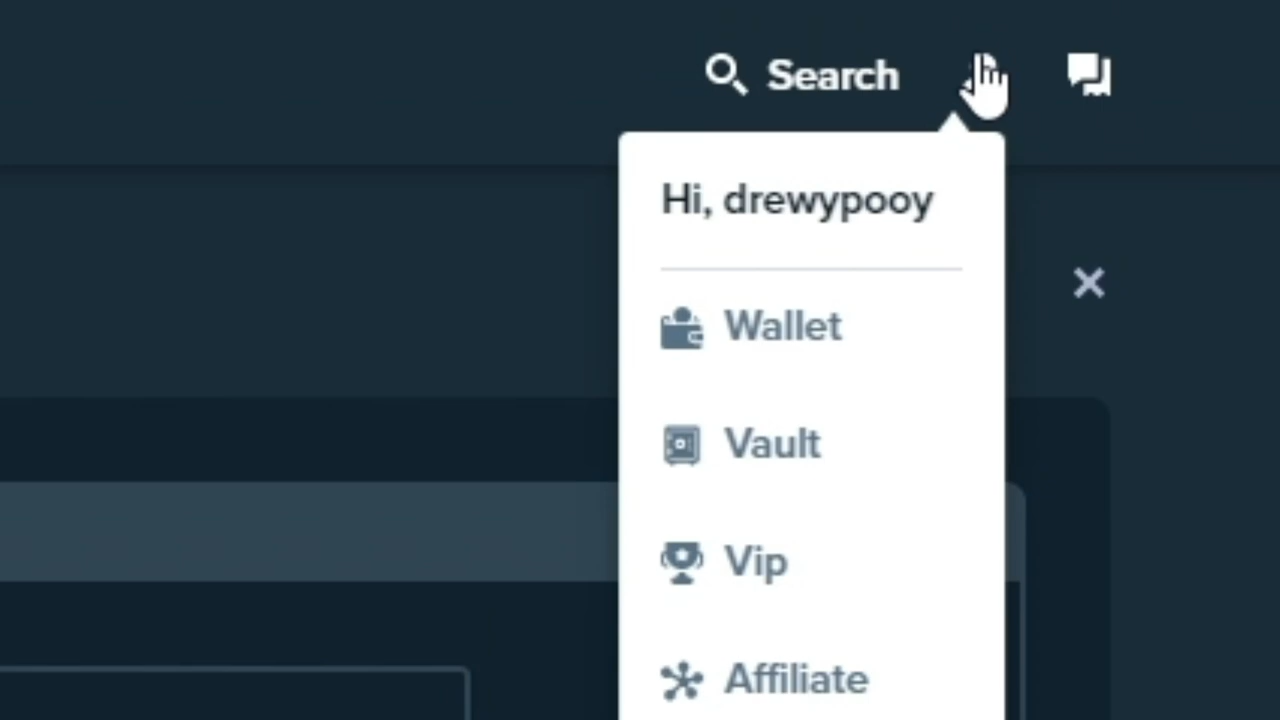 Search
Hi, drewypooy
Wallet
Vault
Vip
Affiliate